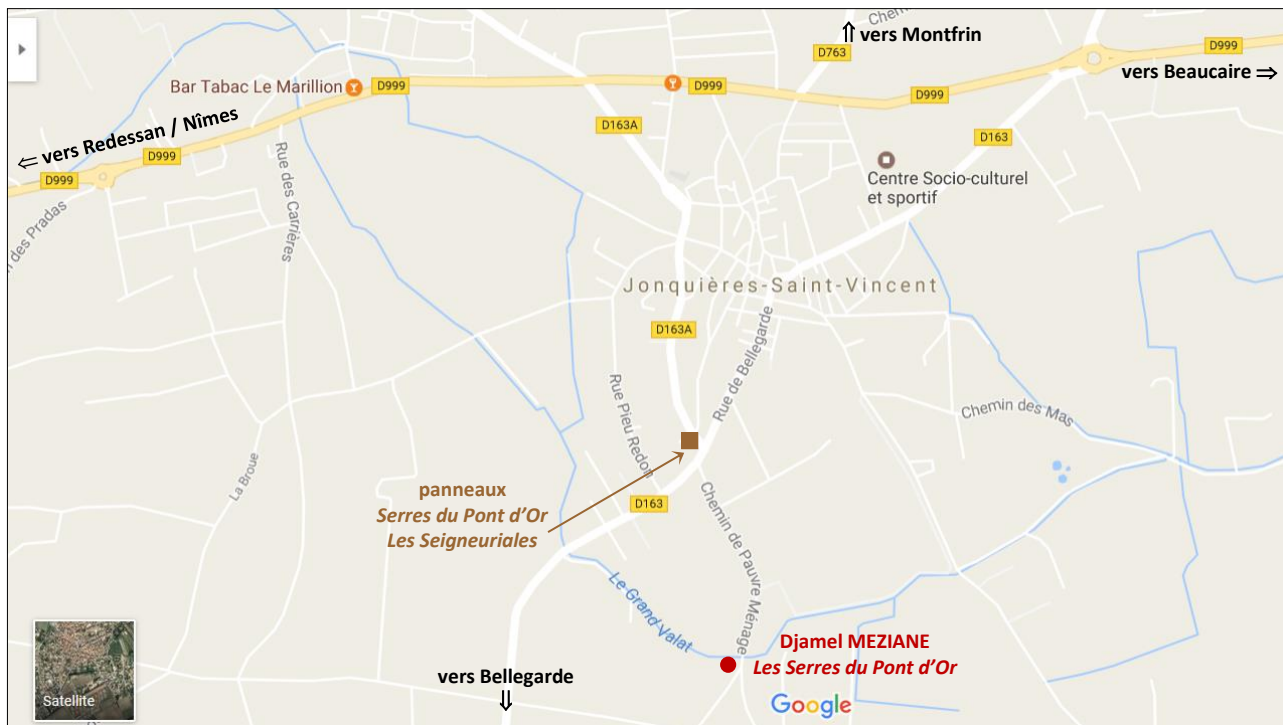 Chem
⇑ vers Montfrin
D763
D999
vers Beaucaire ⇒
Bar Tabac Le Marillion
D999
D999
D999
⇐ vers Redessan / Nîmes
D163A
D163
D999
D999
Rue des Carrières
n des Pradas
Centre Socio-culturel
et sportif
Jonquières-Saint-Vincent
D163A
Rue de Bellegarde
Rue Pieu Redon
Chemin des Mas
La Broue
panneaux
Serres du Pont d’Or
Les Seigneuriales
D163
Chemin de Pauvre Ménage
Le Grand Valat
Djamel MEZIANE
Les Serres du Pont d’Or
vers Bellegarde
⇓
Satellite
Google